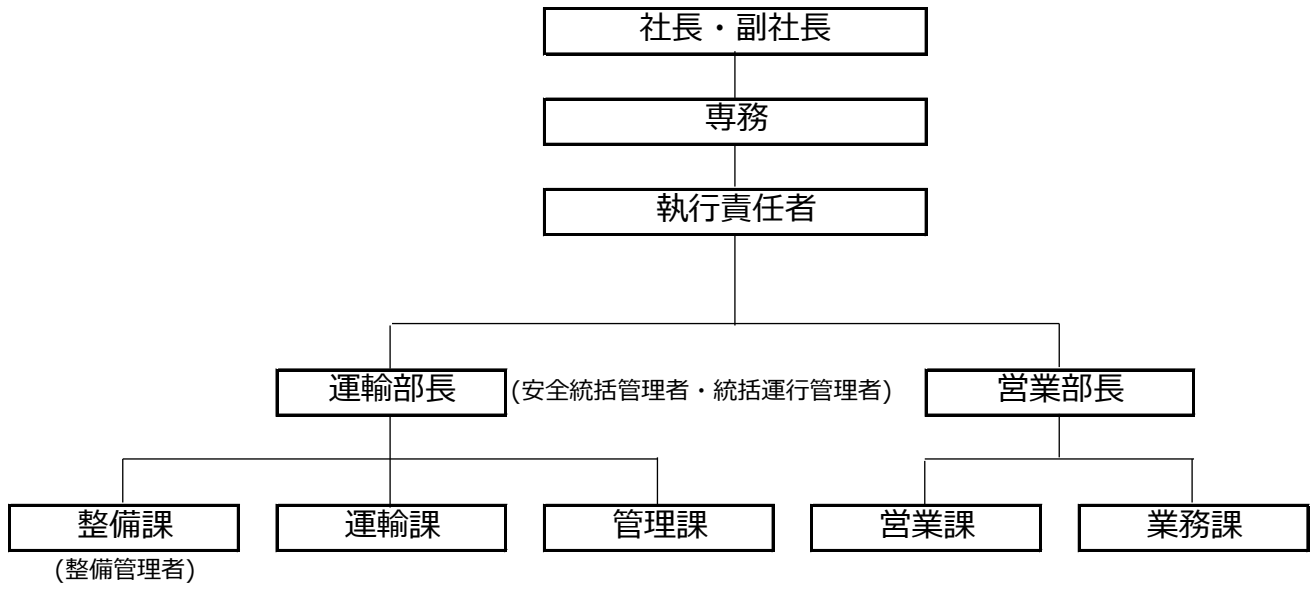 社長・副社長
専務
執行責任者
運輸部長 (安全統括管理者・統括運行管理者) 営業部長
整備課 運輸課 管理課 営業課 業務課
(整備管理者)